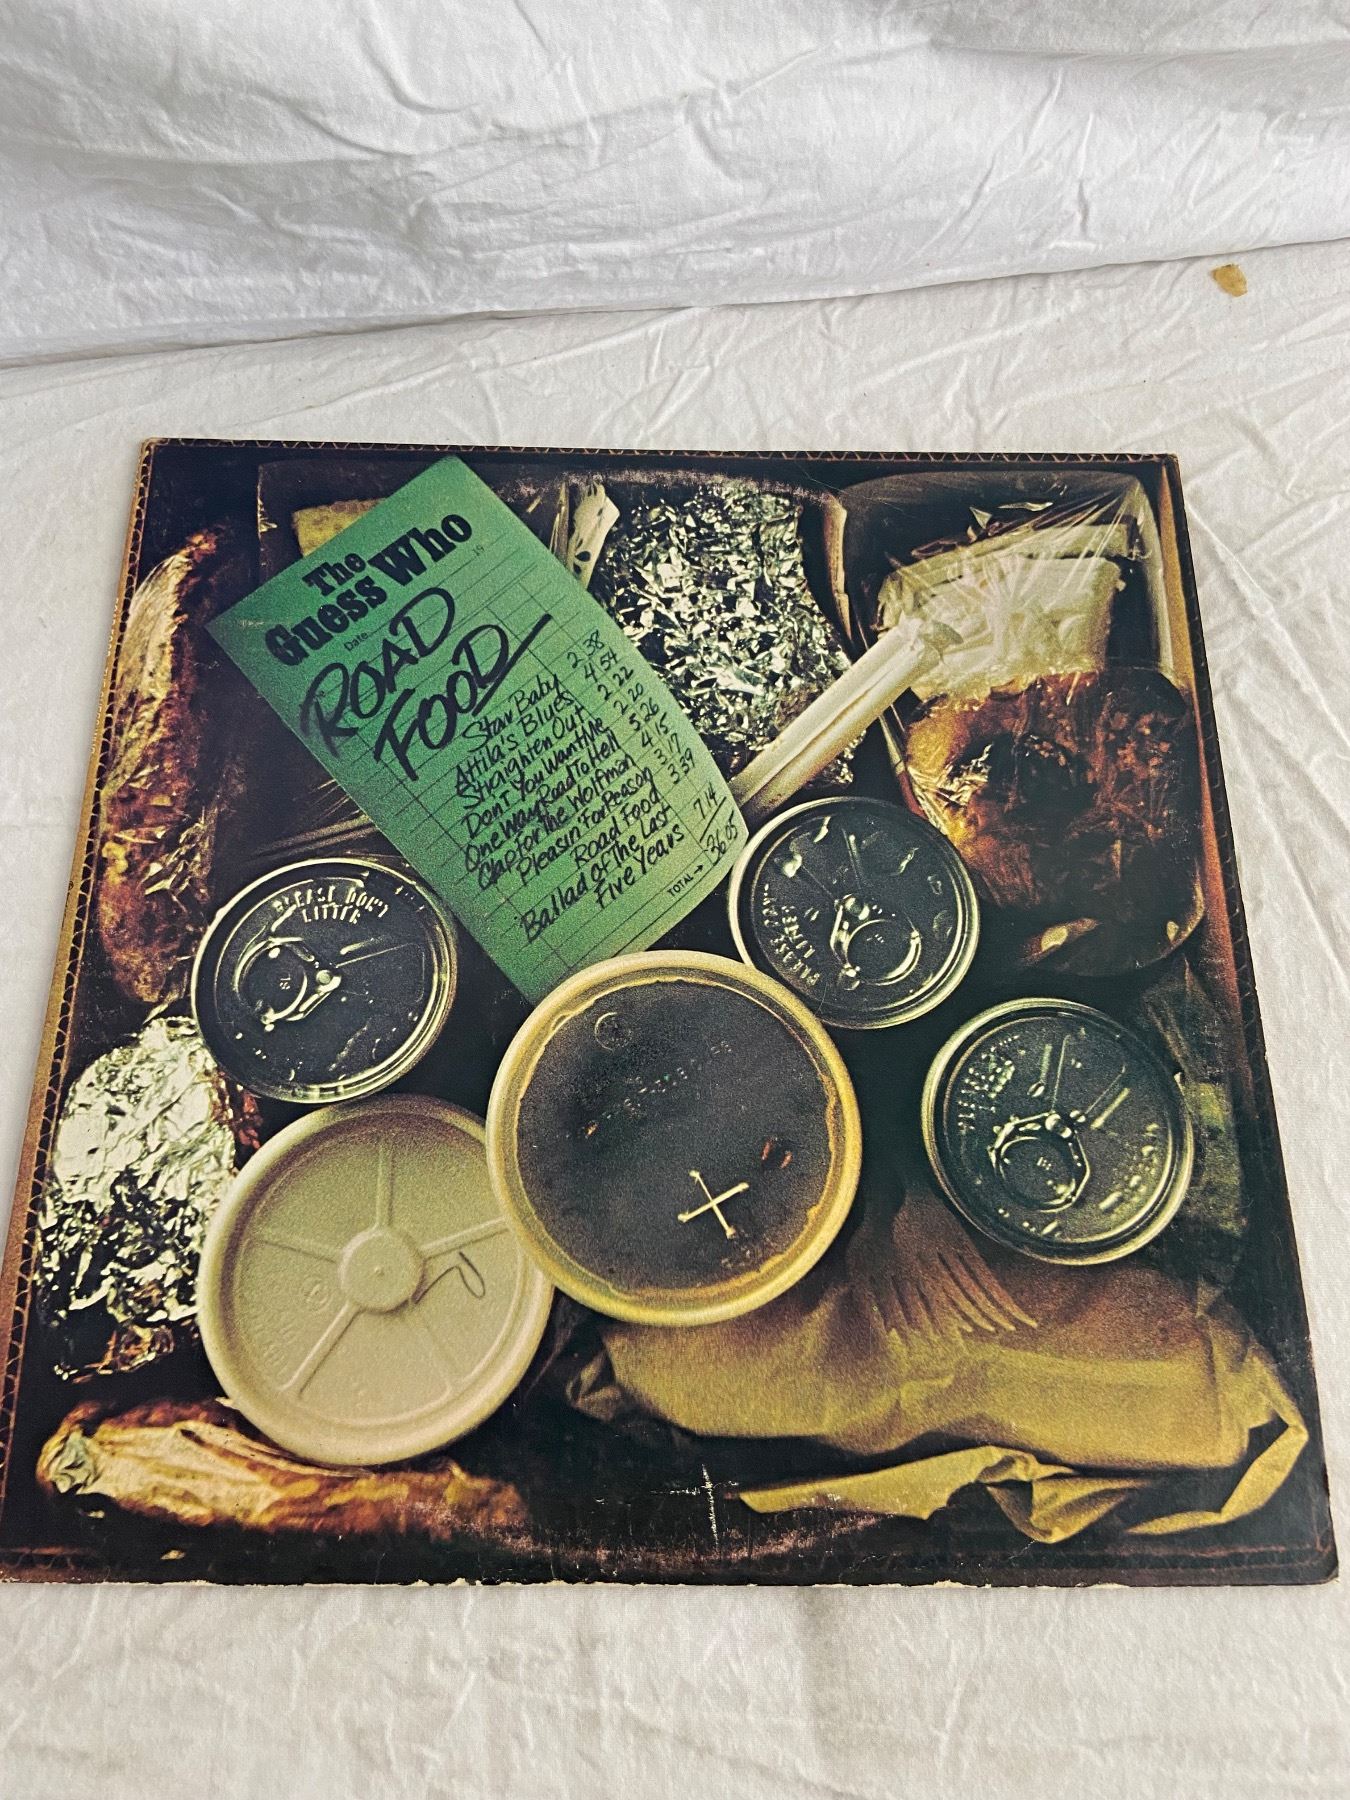 The
Guess Who
Date 19
ROAD
FOOD
Star Baby 2.38
Attila's Blues 4.54
Straighten Out 2.22
Don't You Want Me 2.20
One Way Road To Hell 5.26
Clap For The Wolfman 4.15
Pleasin' For Reason 3.17
Road Food 3.39
Ballad of The Last
Five Years 7.14
TOTAL → 36.05
PLEASE DON'T
LITTER
PLEASE DON'T
LITTER